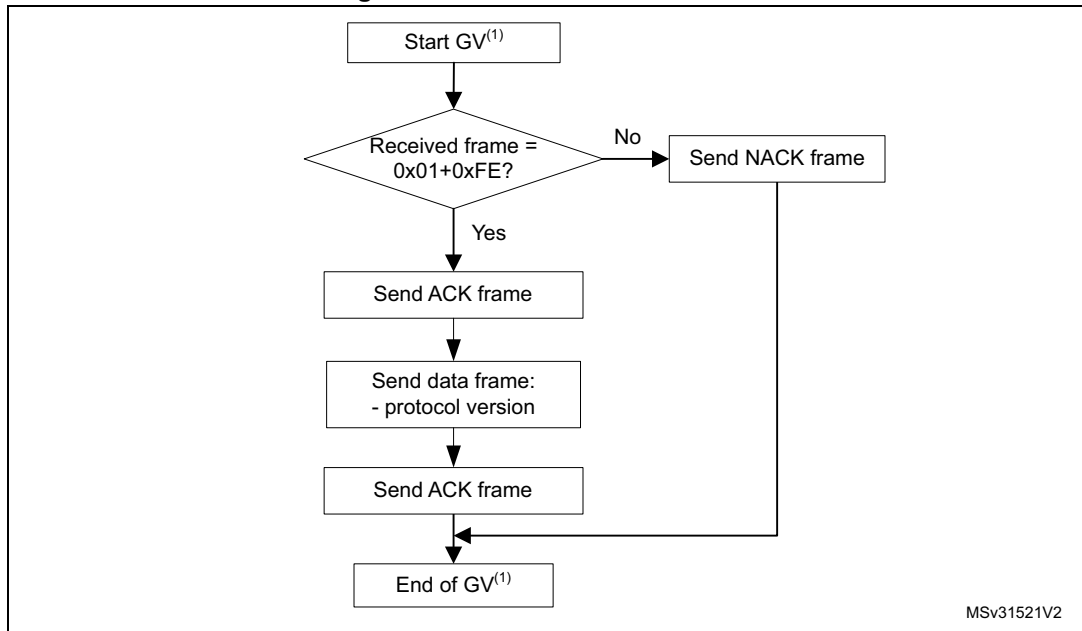 Start GV(1)
Received frame =
0x01+0xFE?
No
Send NACK frame
Yes
Send ACK frame
Send data frame:
- protocol version
Send ACK frame
End of GV(1)
MSv31521V2